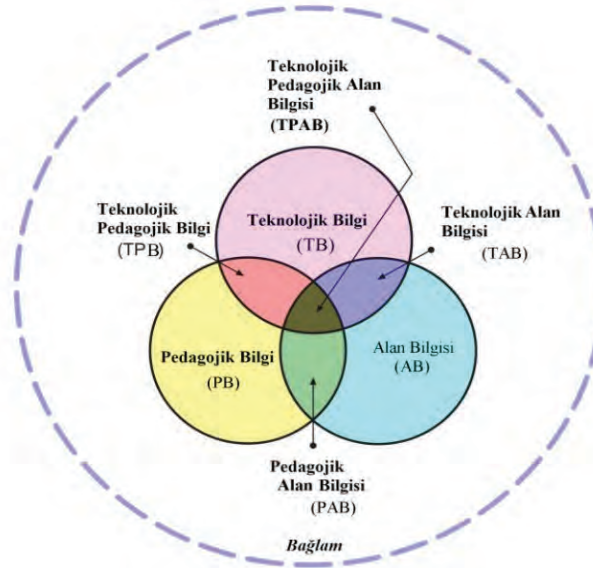 Teknolojik
Pedagojik Alan
Bilgisi
(TPAB)
Teknolojik
Pedagojik Bilgi
(TPB)
Teknolojik Bilgi
(TB)
Teknolojik Alan
Bilgisi
(TAB)
Pedagojik Bilgi
(PB)
Alan Bilgisi
(AB)
Pedagojik
Alan Bilgisi
(PAB)
Bağlam